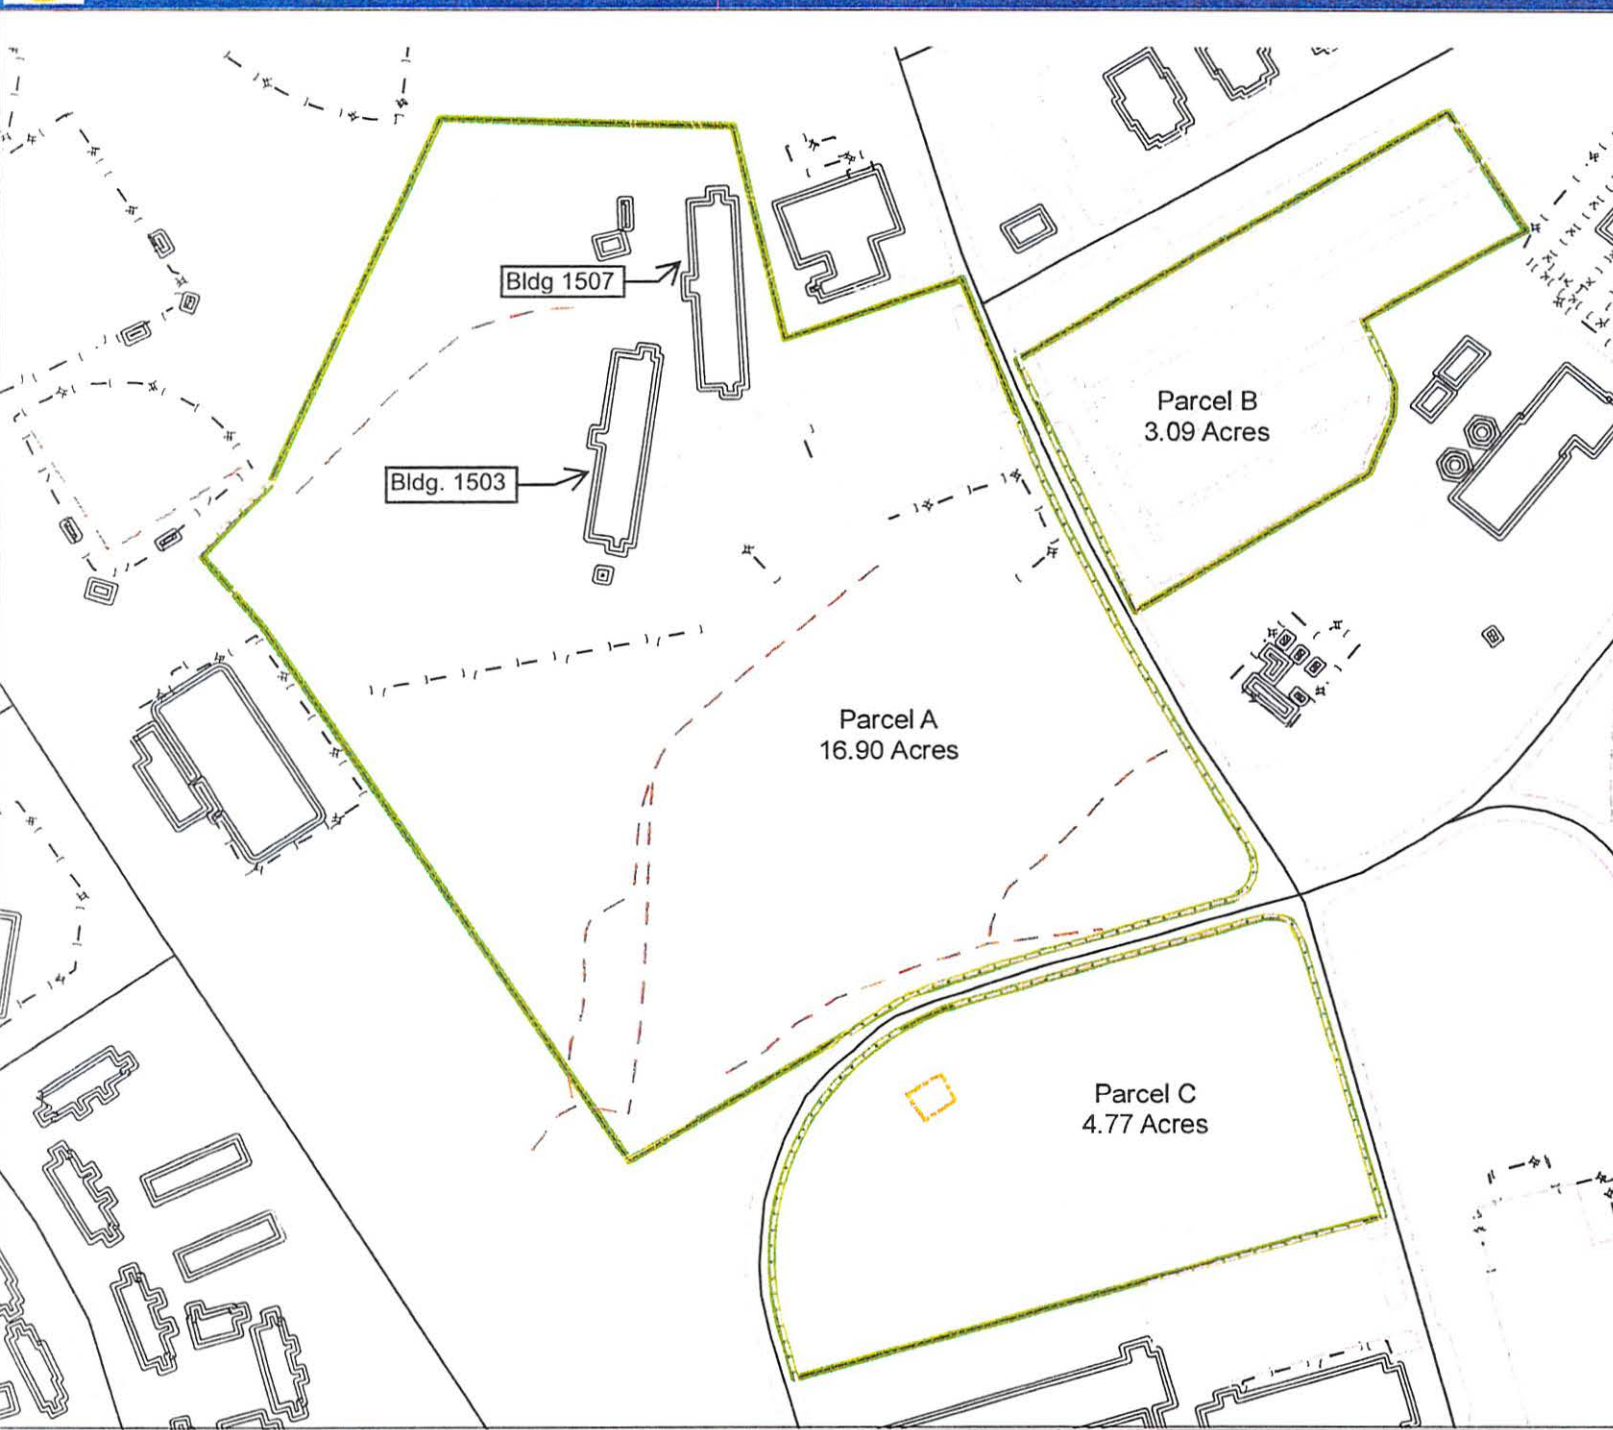 Bldg 1507
Parcel B
3.09 Acres
Bldg. 1503
Parcel A
16.90 Acres
Parcel C
4.77 Acres